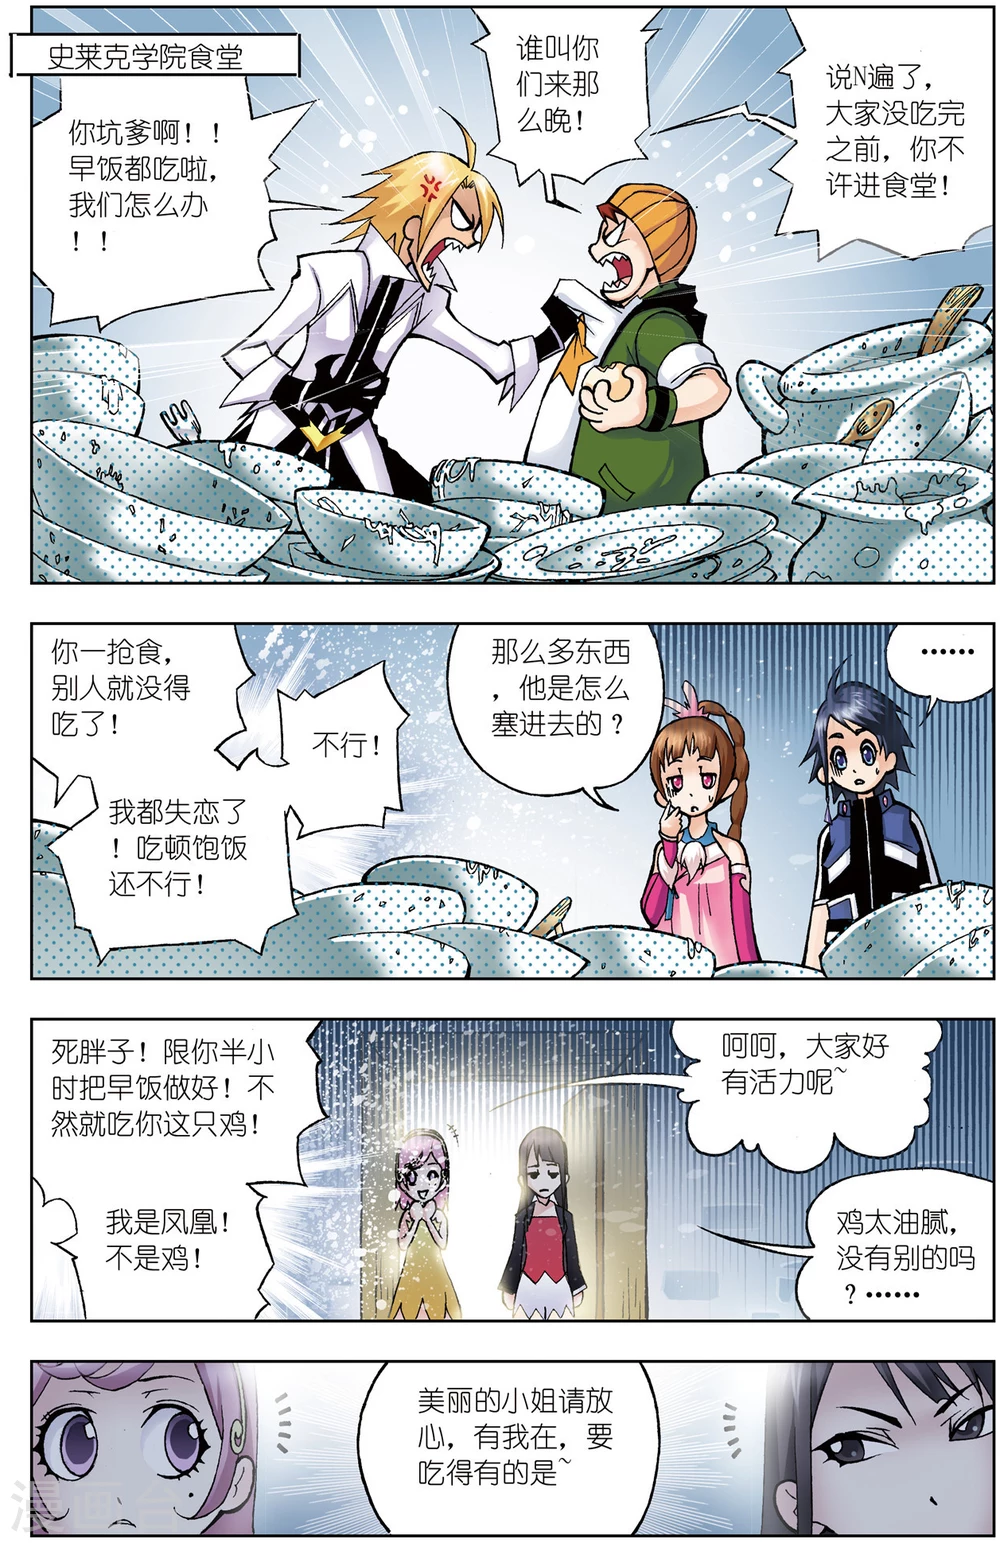 史莱克学院食堂
你坑爹啊！！
早饭都吃啦，
我们怎么办
！！
谁叫你
们来那
么晚！
说N遍了，
大家没吃完
之前，你不
许进食堂！
你一抢食，
别人就没得
吃了！
不行！
我都失恋了
！吃顿饱饭
还不行！
那么多东西
，他是怎么
塞进去的？
……
死胖子！限你半小
时把早饭做好！不
然就吃你这只鸡！
我是凤凰！
不是鸡！
呵呵，大家好
有活力呢~
鸡太油腻，
没有别的吗
？……
美丽的小姐请放
心，有我在，要
吃得有的是~
漫画台